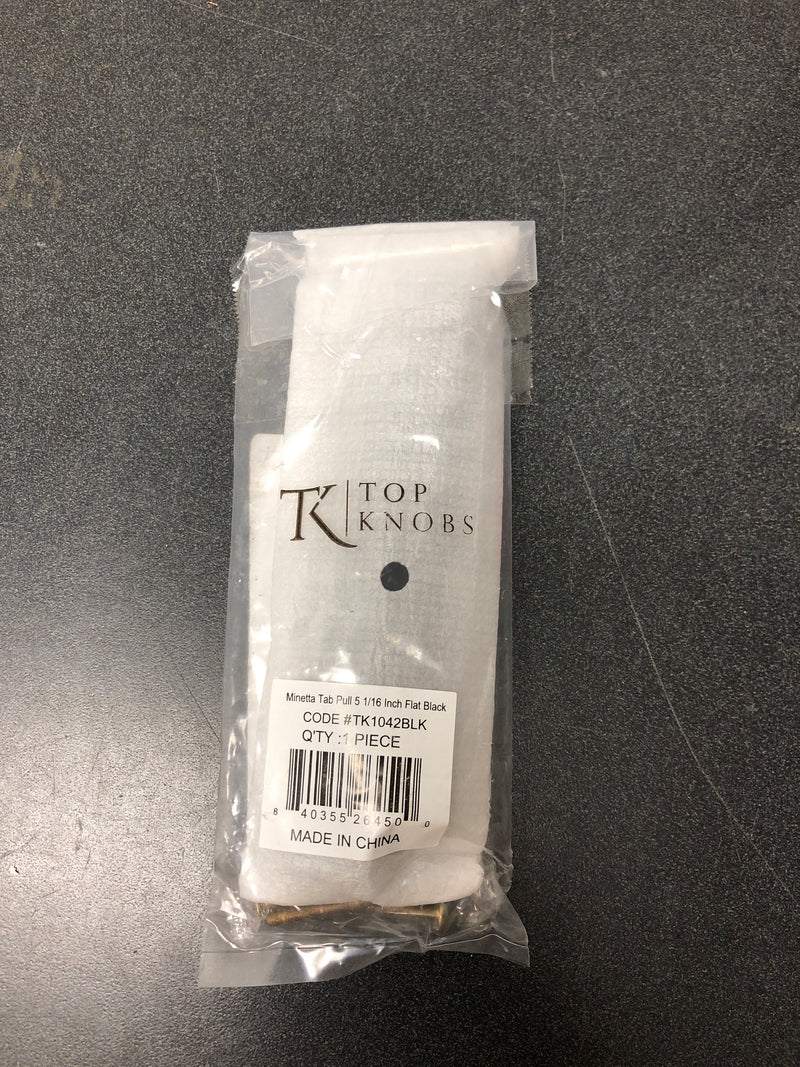 TK | TOP
KNOBS
Minetta Tab Pull 5 1/16 Inch Flat Black
CODE #TK1042BLK
Q'TY :1 PIECE
8 40355 26450 0
MADE IN CHINA